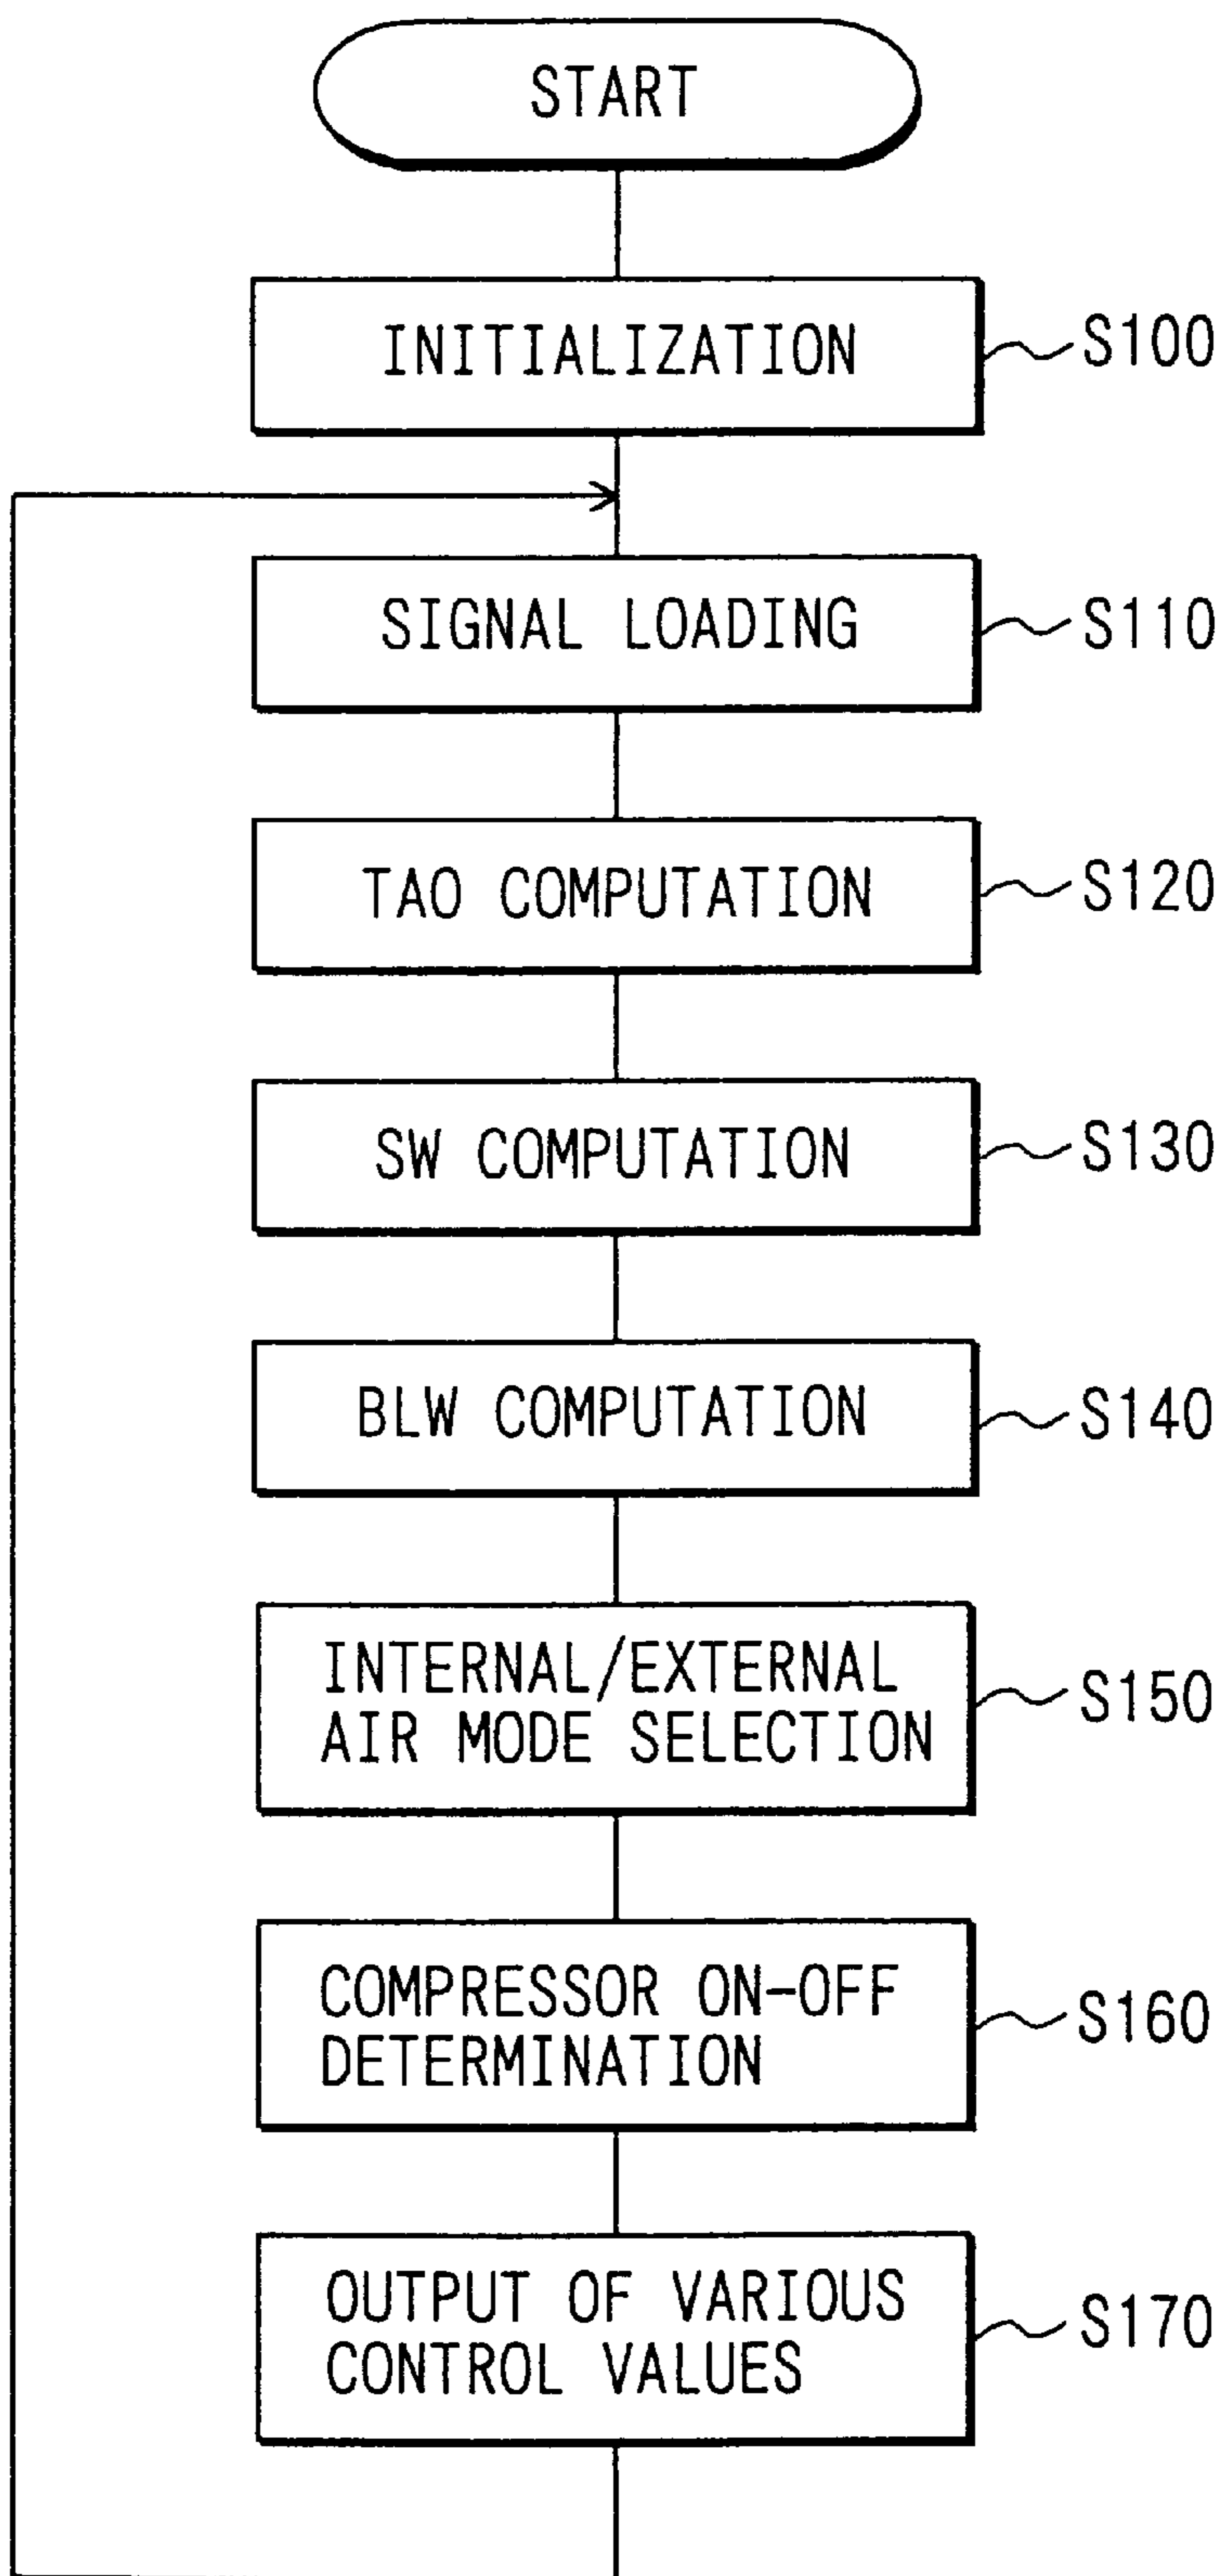 START
INITIALIZATION
S100
SIGNAL LOADING
S110
TAO COMPUTATION
S120
SW COMPUTATION
S130
BLW COMPUTATION
S140
INTERNAL/EXTERNAL
AIR MODE SELECTION
S150
COMPRESSOR ON-OFF
DETERMINATION
S160
OUTPUT OF VARIOUS
CONTROL VALUES
S170